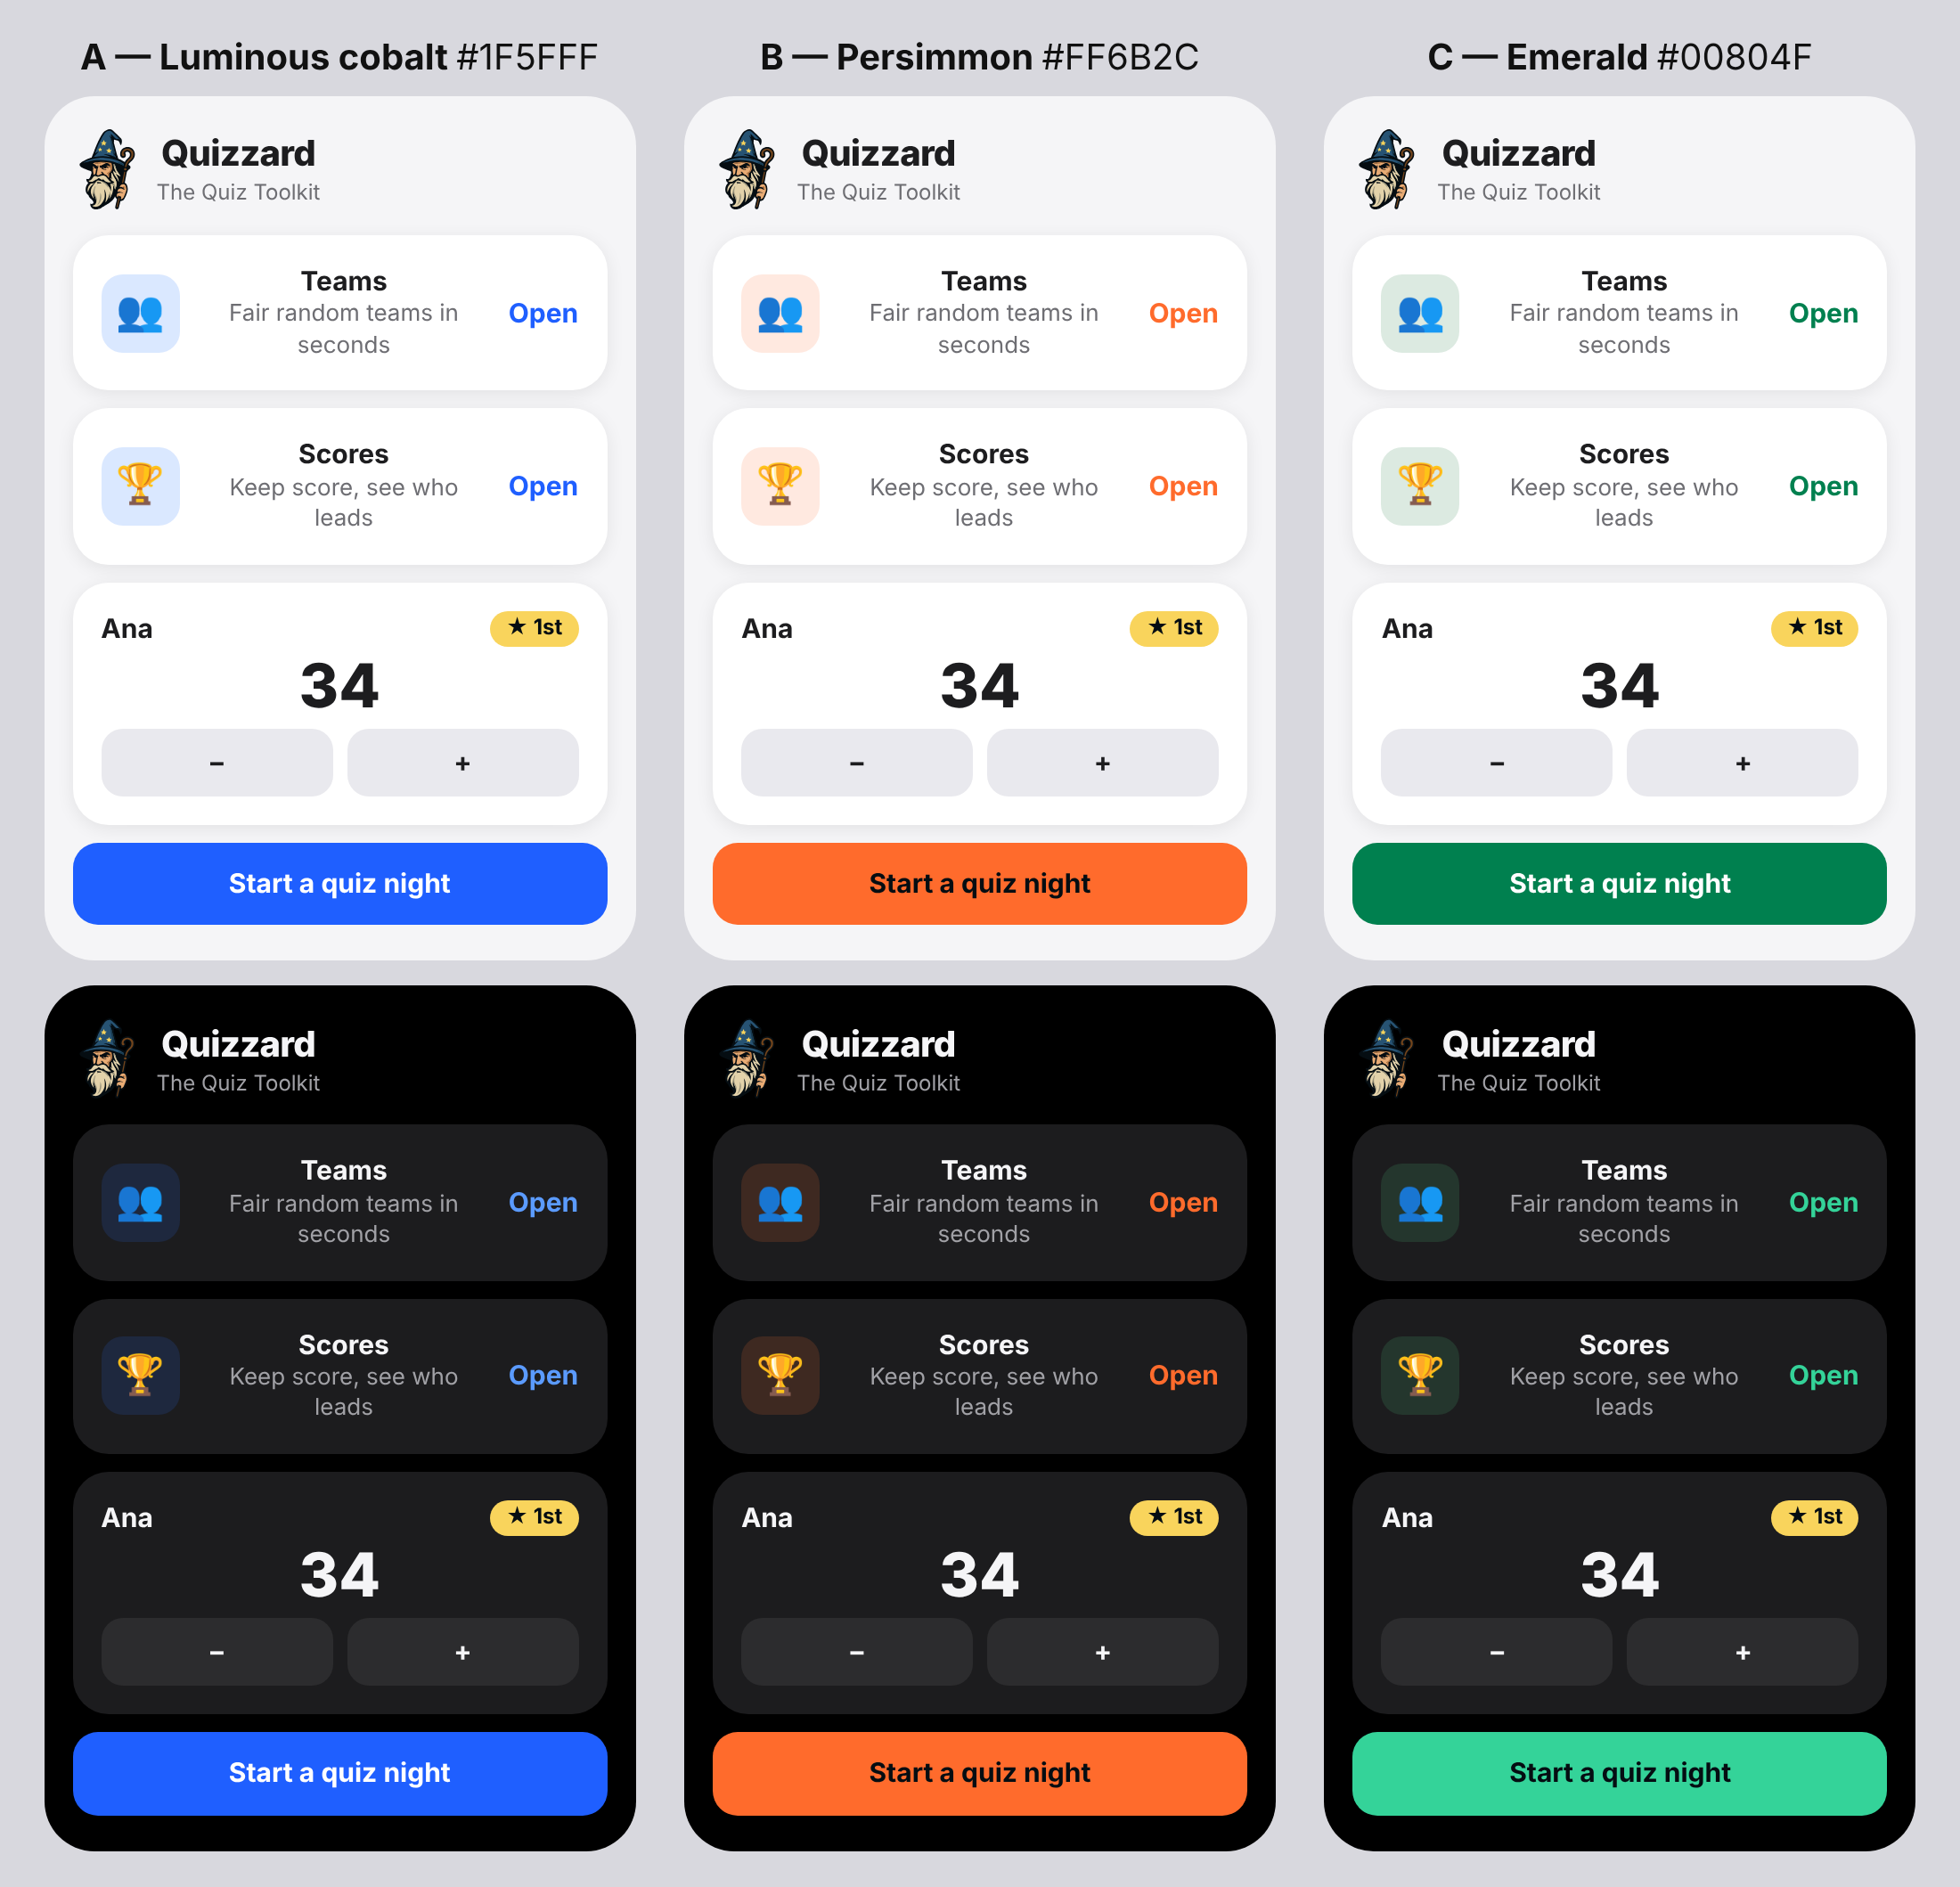 A — Luminous cobalt #1F5FFF
Quizzard
The Quiz Toolkit
Teams
Fair random teams in
seconds
Open
Scores
Keep score, see who
leads
Open
Ana
★ 1st
34
–
+
Start a quiz night
Quizzard
The Quiz Toolkit
Teams
Fair random teams in
seconds
Open
Scores
Keep score, see who
leads
Open
Ana
★ 1st
34
–
+
Start a quiz night
B — Persimmon #FF6B2C
Quizzard
The Quiz Toolkit
Teams
Fair random teams in
seconds
Open
Scores
Keep score, see who
leads
Open
Ana
★ 1st
34
–
+
Start a quiz night
Quizzard
The Quiz Toolkit
Teams
Fair random teams in
seconds
Open
Scores
Keep score, see who
leads
Open
Ana
★ 1st
34
–
+
Start a quiz night
C — Emerald #00804F
Quizzard
The Quiz Toolkit
Teams
Fair random teams in
seconds
Open
Scores
Keep score, see who
leads
Open
Ana
★ 1st
34
–
+
Start a quiz night
Quizzard
The Quiz Toolkit
Teams
Fair random teams in
seconds
Open
Scores
Keep score, see who
leads
Open
Ana
★ 1st
34
–
+
Start a quiz night